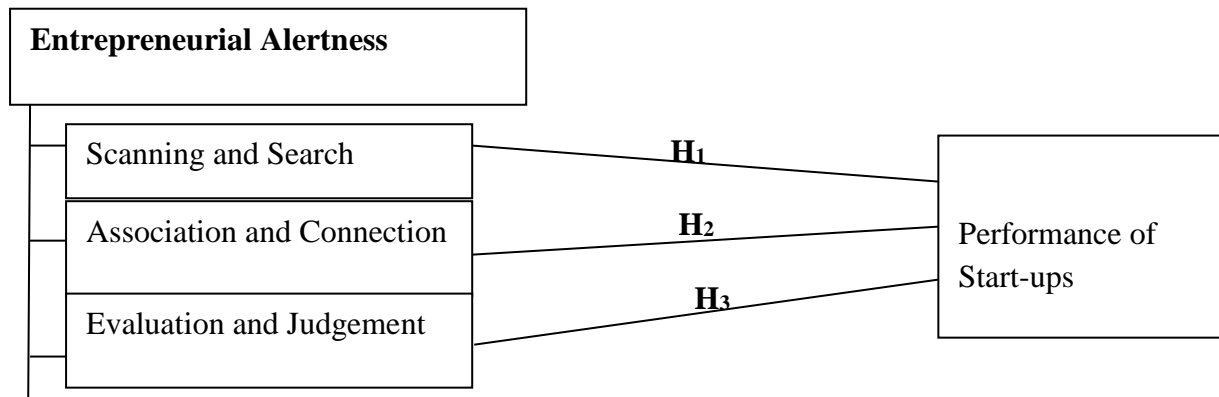 Entrepreneurial Alertness
Scanning and Search
H1
Association and Connection
H2
Performance of
Start-ups
Evaluation and Judgement
H3